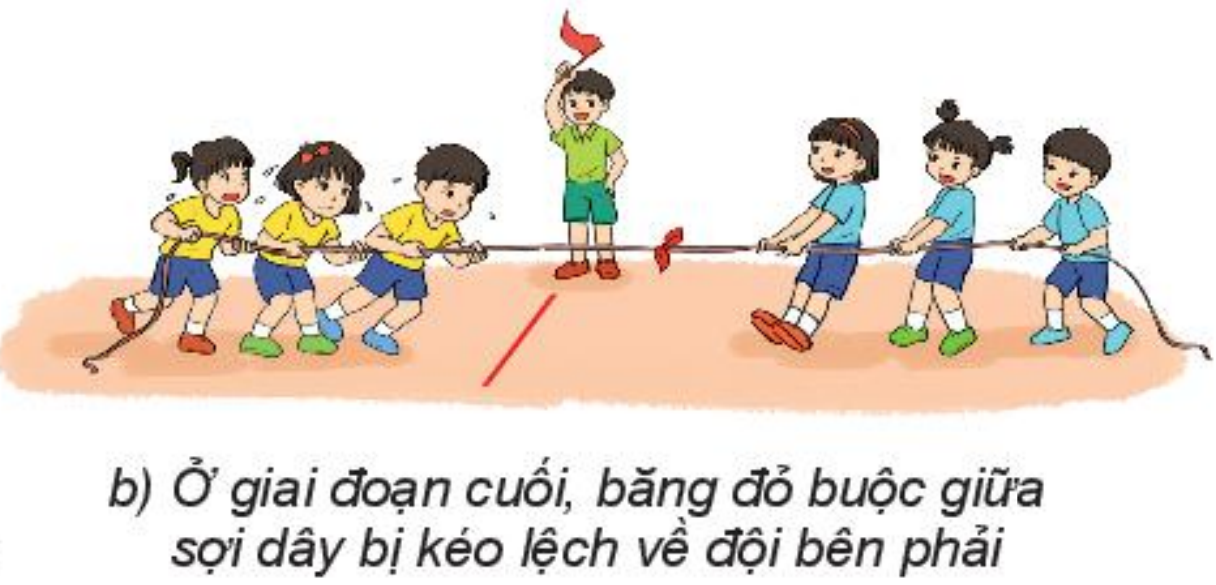 b) Ở giai đoạn cuối, băng đỏ buộc giữa
sợi dây bị kéo lệch về đội bên phải